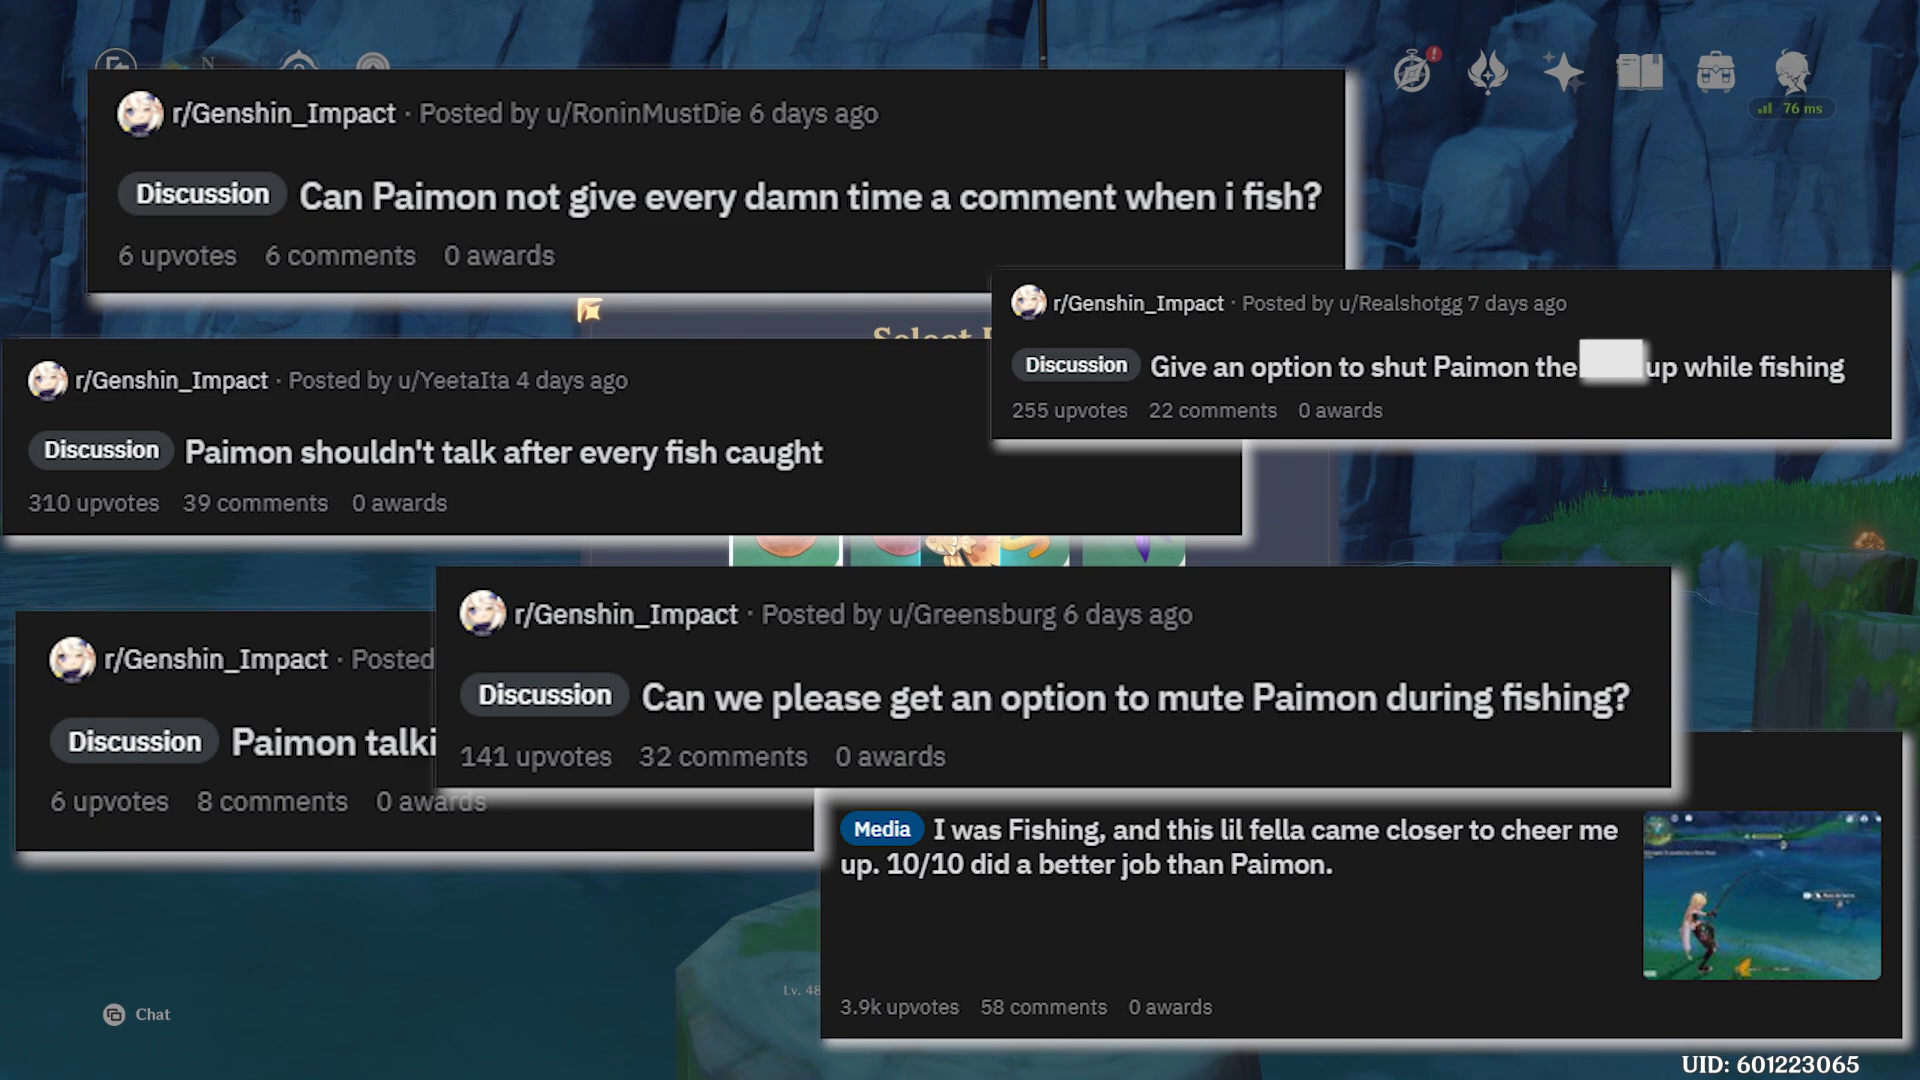 N
76 ms
r/Genshin_Impact · Posted by u/RoninMustDie 6 days ago
Discussion Can Paimon not give every damn time a comment when i fish?
6 upvotes 6 comments 0 awards
Select
r/Genshin_Impact · Posted by u/Realshotgg 7 days ago
Discussion Give an option to shut Paimon the up while fishing
255 upvotes 22 comments 0 awards
r/Genshin_Impact · Posted by u/YeetaIta 4 days ago
Discussion Paimon shouldn't talk after every fish caught
310 upvotes 39 comments 0 awards
r/Genshin_Impact · Posted by u/Greensburg 6 days ago
Discussion Can we please get an option to mute Paimon during fishing?
141 upvotes 32 comments 0 awards
r/Genshin_Impact · Posted
Discussion Paimon talki
6 upvotes 8 comments 0 awards
Media I was Fishing, and this lil fella came closer to cheer me
up. 10/10 did a better job than Paimon.
3.9k upvotes 58 comments 0 awards
Lv. 48
Chat
UID: 601223065